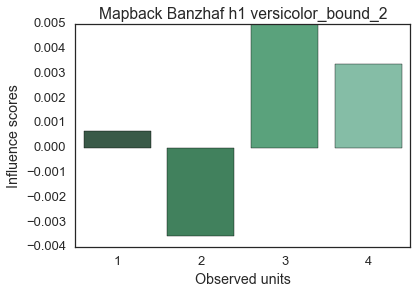 Mapback Banzhaf h1 versicolor_bound_2
0.005
0.004
0.003
0.002
0.001
0.000
−0.001
−0.002
−0.003
−0.004
Influence scores
1 2 3 4
Observed units